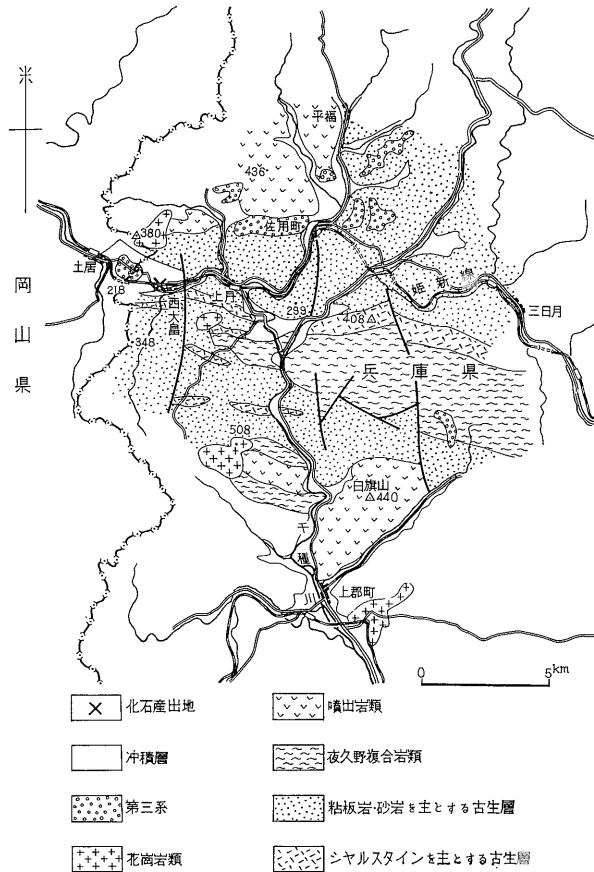 平福
436
佐用町
380
土居
218
上月
西大畠
299
408
姫新線
三日月
岡山県
348
兵庫県
508
白旗山
440
千種川
上郡町
0 5km
化石産出地
噴出岩類
沖積層
夜久野複合岩類
第三系
粘板岩・砂岩を主とする古生層
花崗岩類
シヤルスタインを主とする古生層